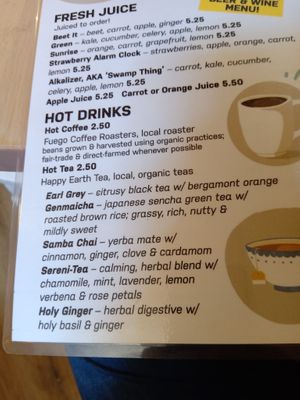 BEER & WINE
MENU!
FRESH JUICE
Juiced to order!
Beet It – beet, carrot, apple, ginger 5.25
Green – kale, cucumber, celery, apple, lemon 5.25
Sunrise – orange, carrot, grapefruit, lemon 5.25
Strawberry Alarm Clock – strawberries, apple, orange, carrot,
lemon 5.25
Alkalizer, AKA 'Swamp Thing' – carrot, kale, cucumber,
celery, apple, lemon 5.25
Apple Juice 5.25 Carrot or Orange Juice 5.50
HOT DRINKS
Hot Coffee 2.50
Fuego Coffee Roasters, local roaster
beans grown & harvested using organic practices;
fair-trade & direct-farmed whenever possible
Hot Tea 2.50
Happy Earth Tea, local, organic teas
Earl Grey – citrusy black tea w/ bergamont orange
Genmaicha – japanese sencha green tea w/
roasted brown rice; grassy, rich, nutty &
mildly sweet
Samba Chai – yerba mate w/
cinnamon, ginger, clove & cardamom
Sereni-Tea – calming, herbal blend w/
chamomile, mint, lavender, lemon
verbena & rose petals
Holy Ginger – herbal digestive w/
holy basil & ginger